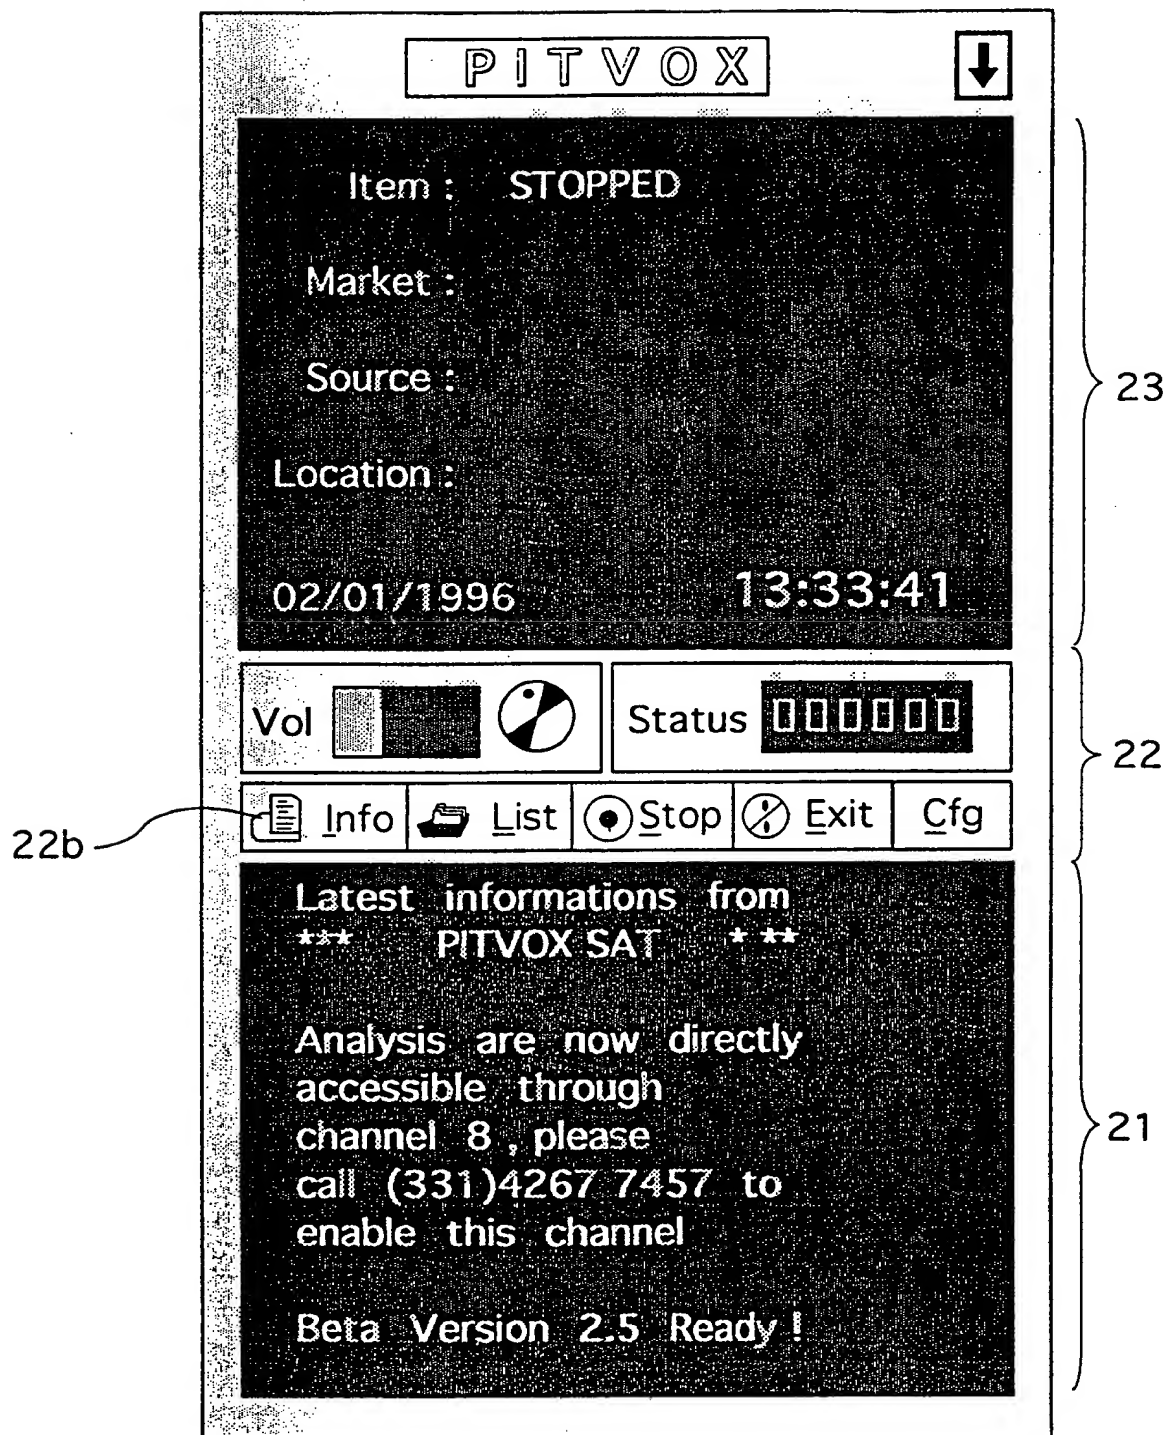 PITVOX
Item : STOPPED
Market :
Source :
Location :
02/01/1996 13:33:41
23
Vol Status 000000
22
Info List Stop Exit Cfg
22b
Latest informations from
*** PITVOX SAT * **
Analysis are now directly
accessible through
channel 8 , please
21
call (331)4267 7457 to
enable this channel
Beta Version 2.5 Ready !